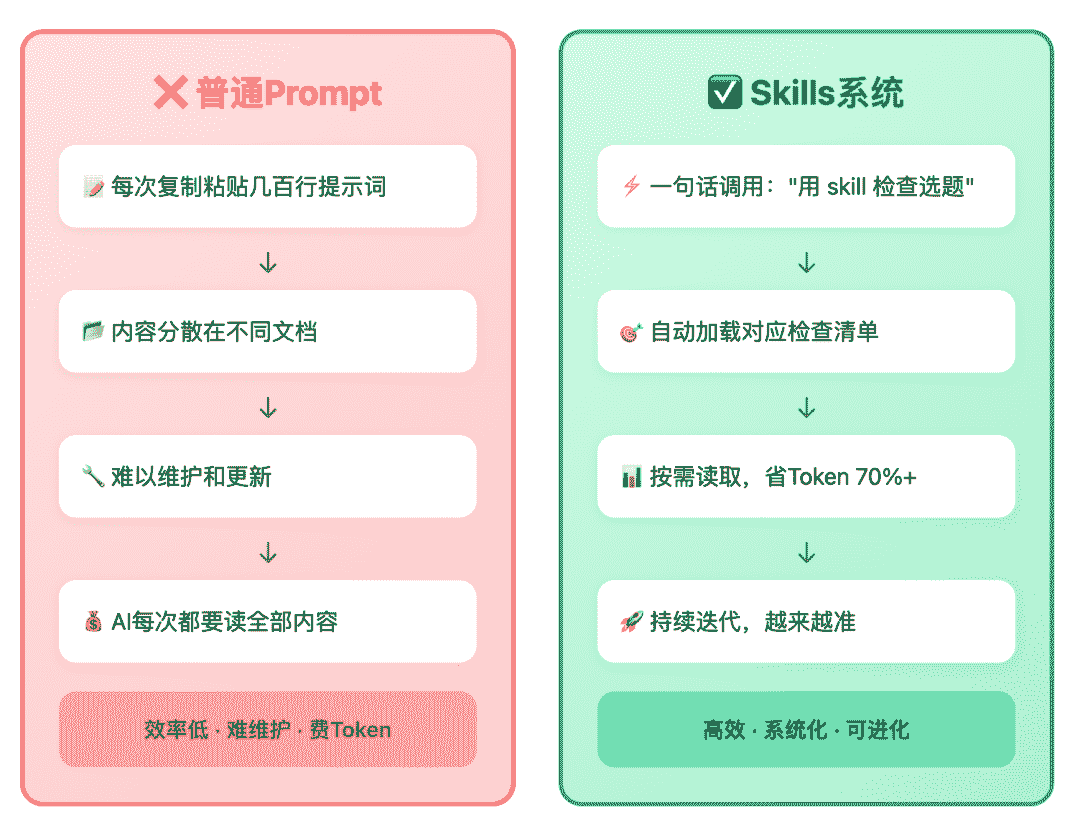 ❌ 普通Prompt
📝 每次复制粘贴几百行提示词
↓
🗂️ 内容分散在不同文档
↓
🔧 难以维护和更新
↓
💰 AI每次都要读全部内容
效率低 · 难维护 · 费Token
✅ Skills系统
⚡ 一句话调用："用 skill 检查选题"
↓
🎯 自动加载对应检查清单
↓
📊 按需读取，省Token 70%+
↓
🚀 持续迭代，越来越准
高效 · 系统化 · 可进化